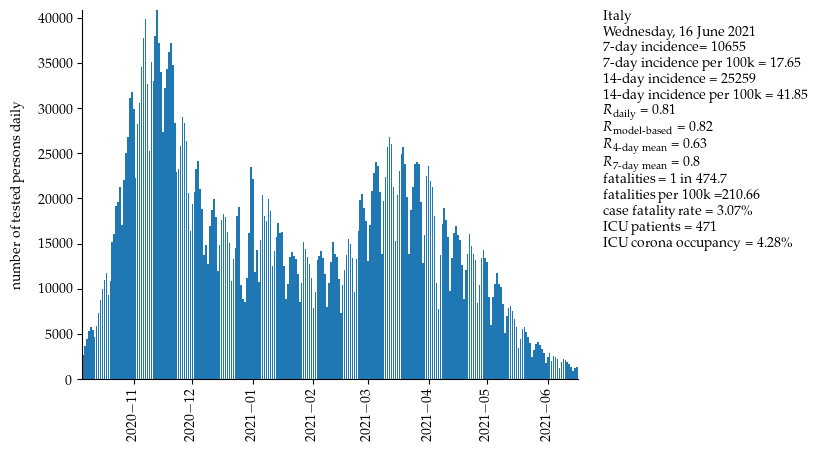 40000
35000
30000
25000
20000
15000
10000
5000
0
number of tested persons daily
2020−11
2020−12
2021−01
2021−02
2021−03
2021−04
2021−05
2021−06
Italy
Wednesday, 16 June 2021
7-day incidence= 10655
7-day incidence per 100k = 17.65
14-day incidence = 25259
14-day incidence per 100k = 41.85
R_daily = 0.81
R_model-based = 0.82
R_4-day mean = 0.63
R_7-day mean = 0.8
fatalities = 1 in 474.7
fatalities per 100k =210.66
case fatality rate = 3.07%
ICU patients = 471
ICU corona occupancy = 4.28%